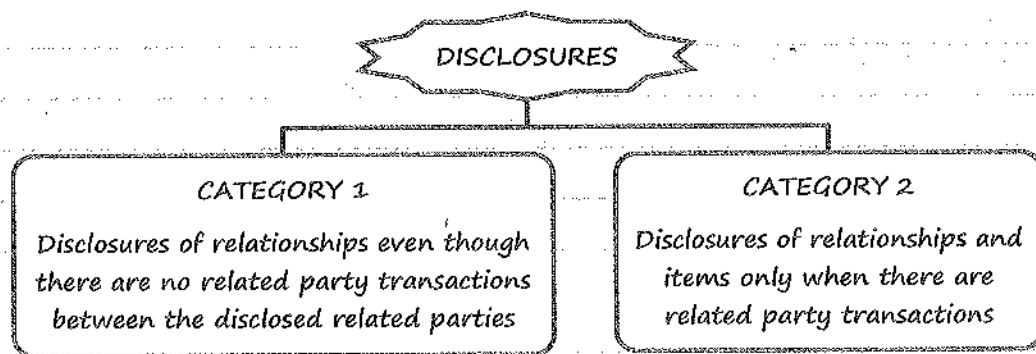 DISCLOSURES
CATEGORY 1
Disclosures of relationships even though
there are no related party transactions
between the disclosed related parties
CATEGORY 2
Disclosures of relationships and
items only when there are
related party transactions